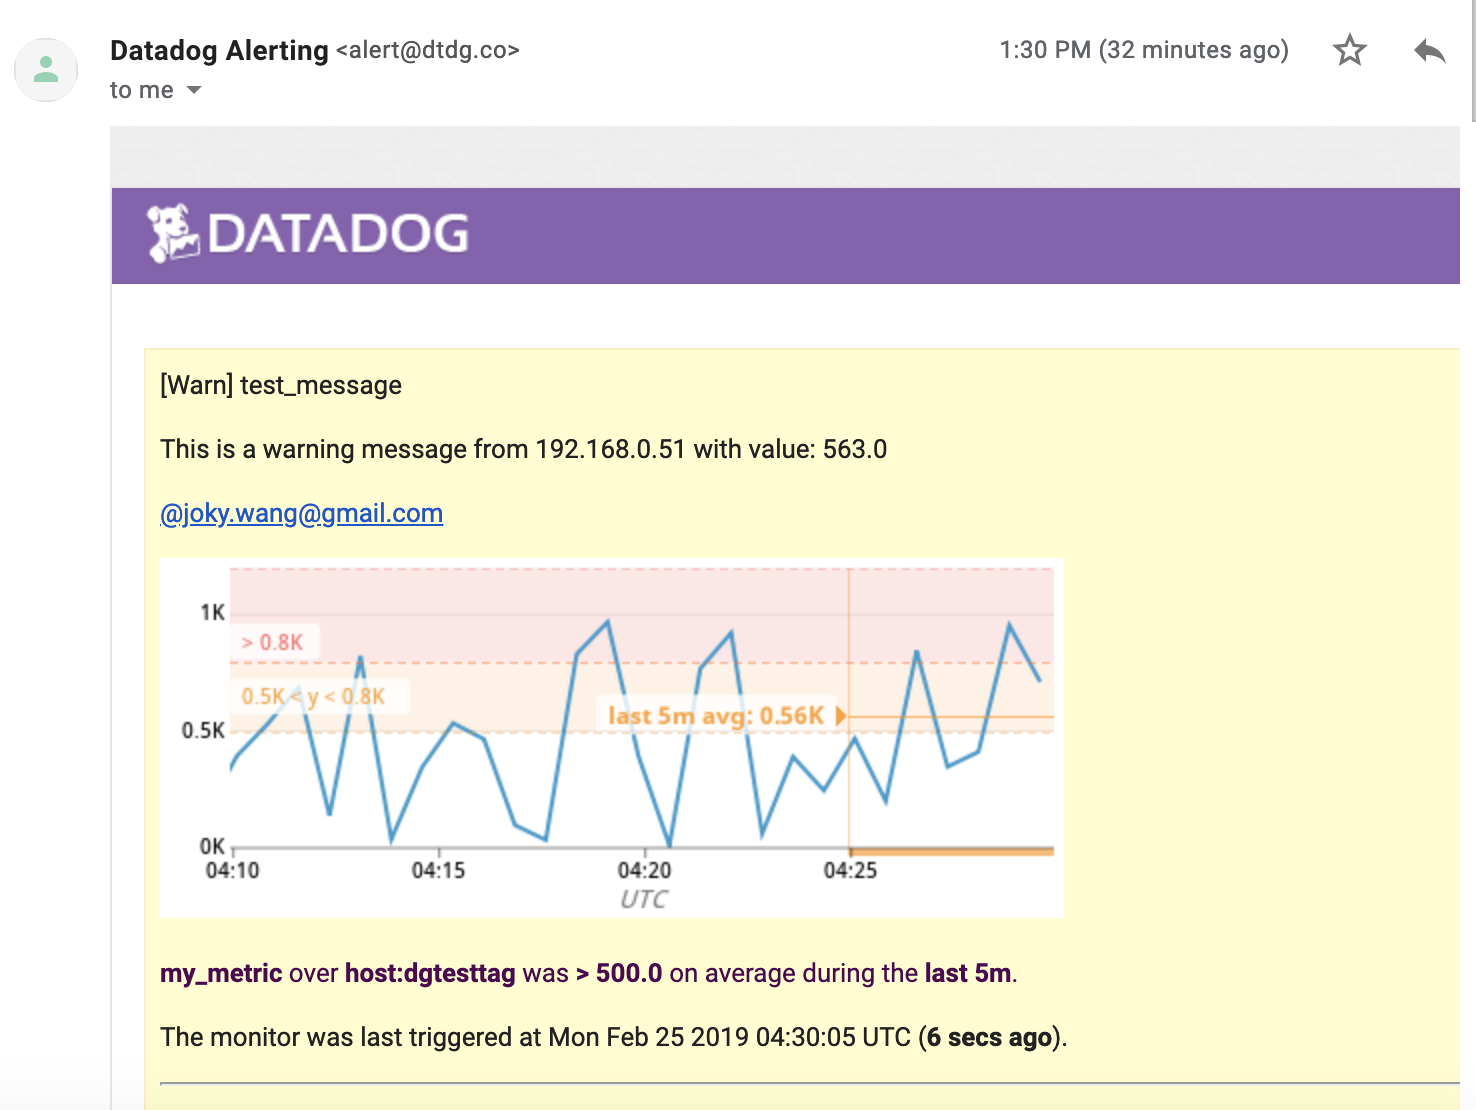 Datadog Alerting <alert@dtdg.co>
1:30 PM (32 minutes ago)
to me
DATADOG
[Warn] test_message
This is a warning message from 192.168.0.51 with value: 563.0
@joky.wang@gmail.com
1K
> 0.8K
0.5K < y < 0.8K
last 5m avg: 0.56K
0.5K
0K
04:10 04:15 04:20 04:25
UTC
my_metric over host:dgtesttag was > 500.0 on average during the last 5m.
The monitor was last triggered at Mon Feb 25 2019 04:30:05 UTC (6 secs ago).